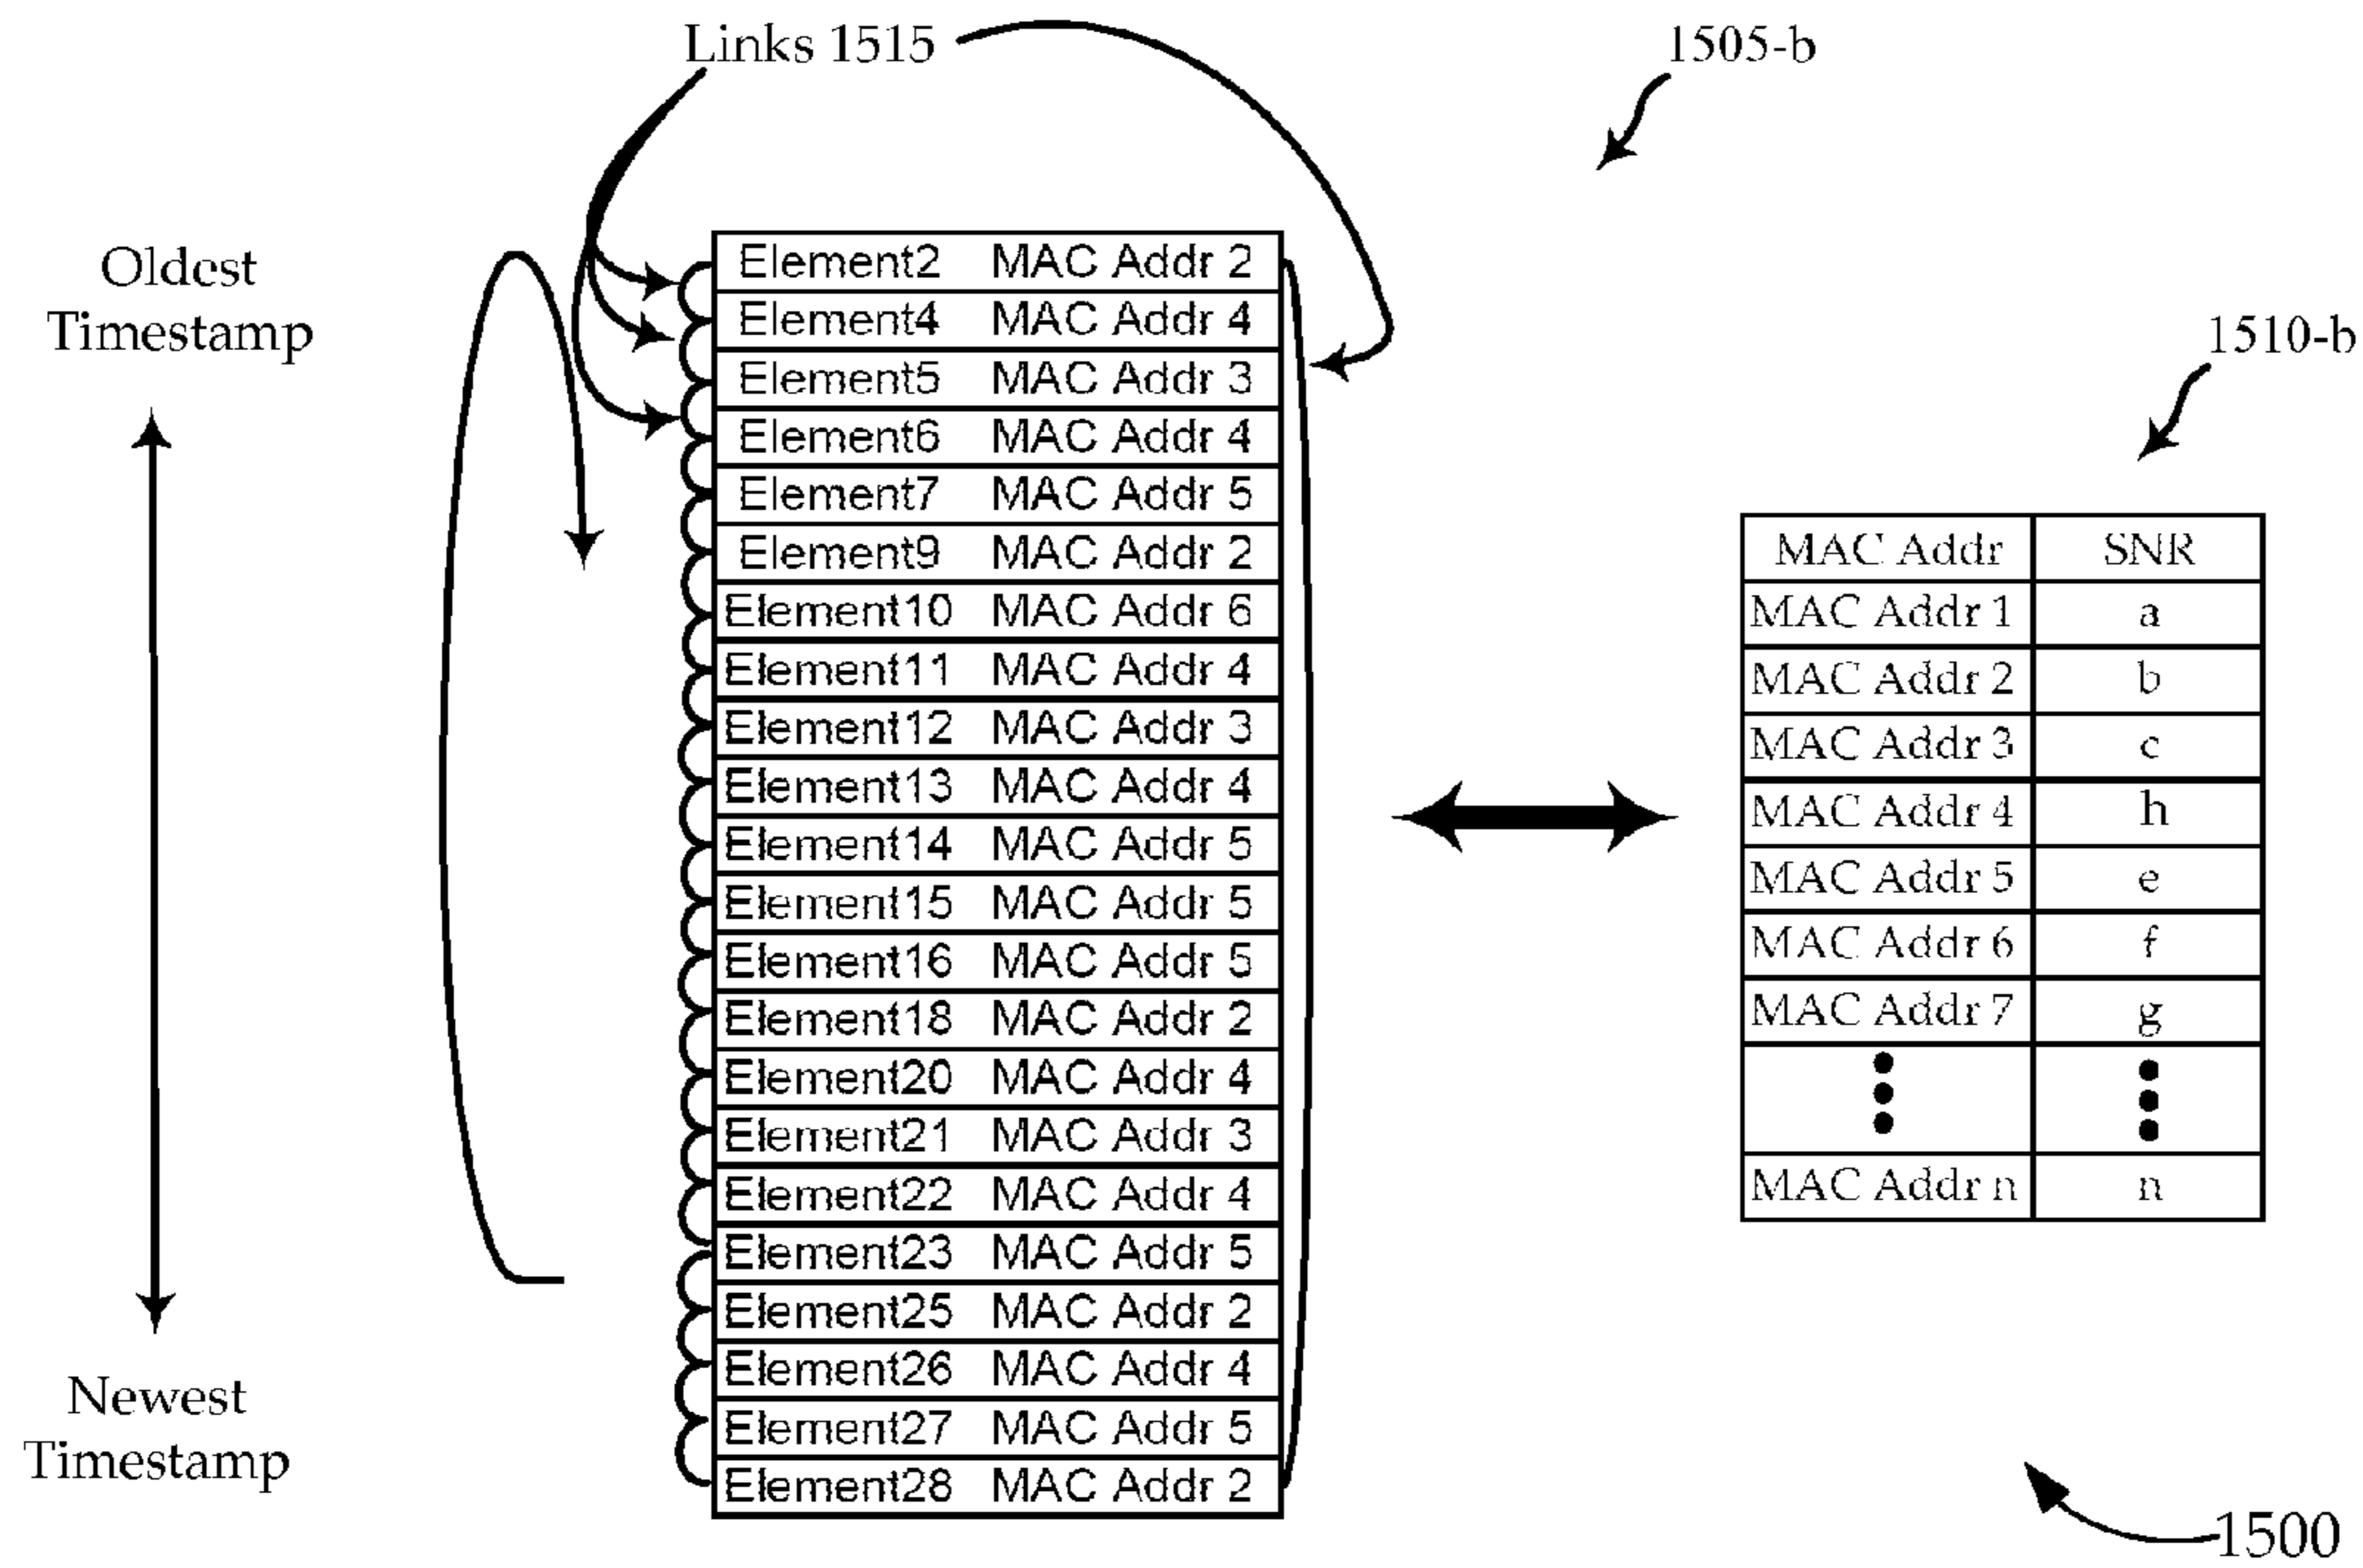 Links 1515
1505-b
Oldest
Timestamp
1510-b
Element2 MAC Addr 2
Element4 MAC Addr 4
Element5 MAC Addr 3
Element6 MAC Addr 4
Element7 MAC Addr 5
Element9 MAC Addr 2
Element10 MAC Addr 6
Element11 MAC Addr 4
Element12 MAC Addr 3
Element13 MAC Addr 4
Element14 MAC Addr 5
Element15 MAC Addr 5
Element16 MAC Addr 5
Element18 MAC Addr 2
Element20 MAC Addr 4
Element21 MAC Addr 3
Element22 MAC Addr 4
Element23 MAC Addr 5
Element25 MAC Addr 2
Element26 MAC Addr 4
Element27 MAC Addr 5
Element28 MAC Addr 2
MAC Addr SNR
MAC Addr 1 a
MAC Addr 2 b
MAC Addr 3 c
MAC Addr 4 h
MAC Addr 5 e
MAC Addr 6 f
MAC Addr 7 g
MAC Addr n n
Newest
Timestamp
1500